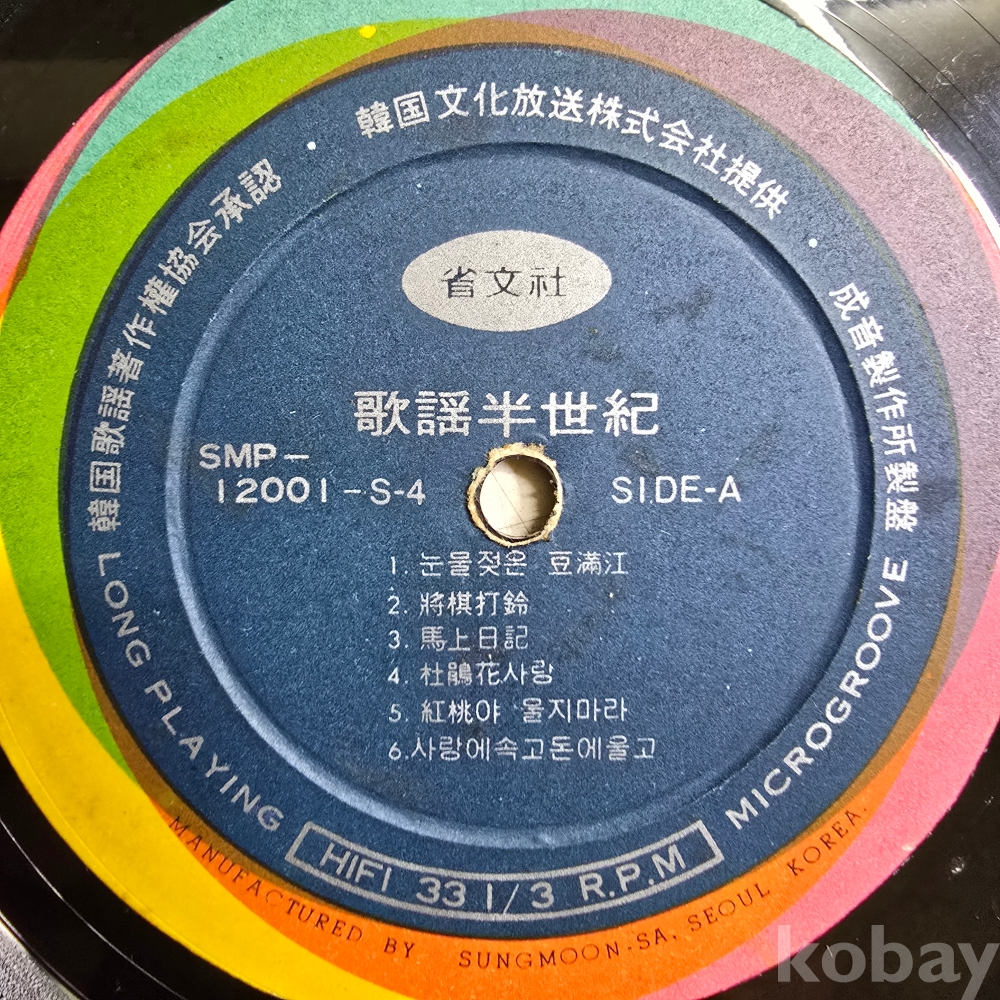 韓国歌謡著作權協会承認 · 韓国文化放送株式会社提供 · 成音製作所製盤
省文社
歌謡半世紀
SMP-
12001-S-4
SIDE-A
1. 눈물젖은 豆滿江
2. 將棋打鈴
3. 馬上日記
4. 杜鵑花사랑
5. 紅桃야 울지마라
6.사랑에속고돈에울고
LONG PLAYING
HIFI 33 1/3 R.P.M
MICROGROOVE
MANUFACTURED BY SUNGMOON-SA, SEOUL KOREA.
kobay